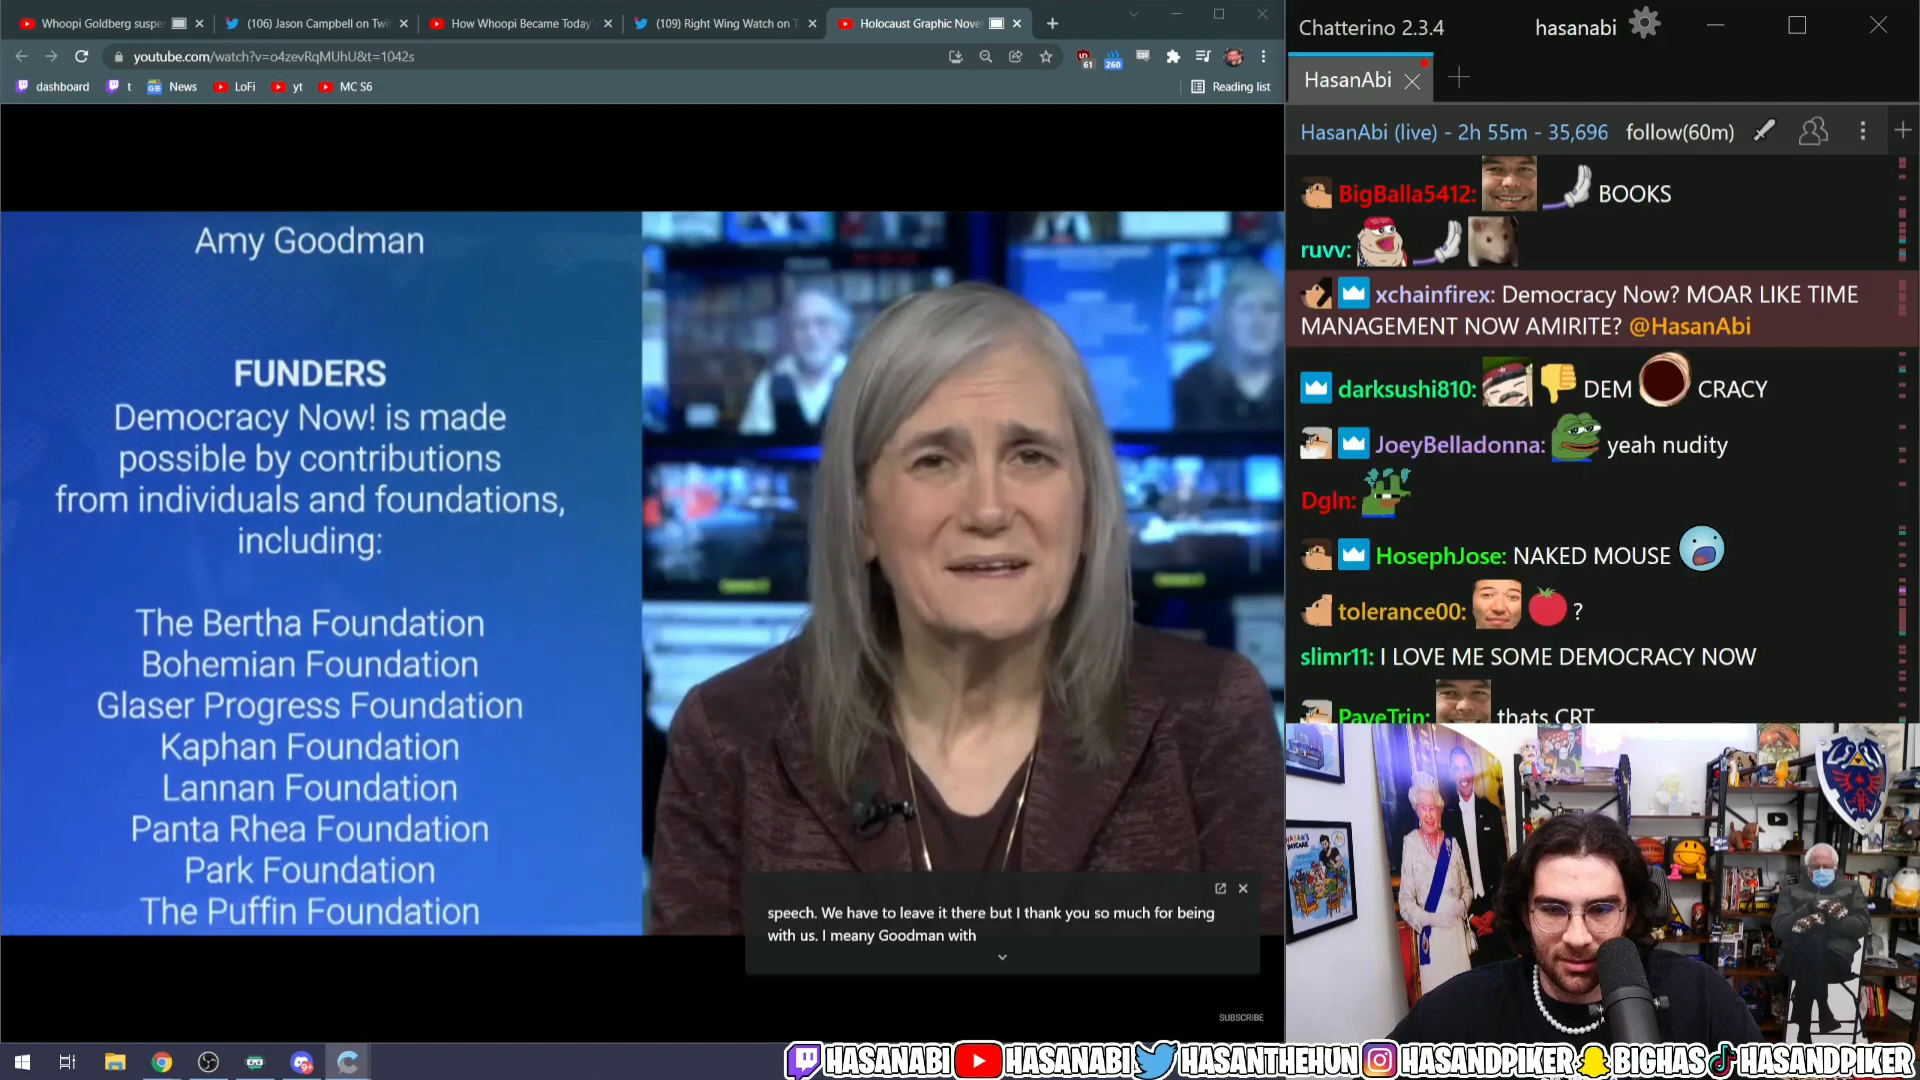 Whoopi Goldberg suspe
(106) Jason Campbell on Twi
How Whoopi Became Today'
(109) Right Wing Watch on T
Holocaust Graphic Nove
youtube.com/watch?v=o4zevRqMUhU&t=1042s
61
260
dashboard
t
News
LoFi
yt
MC S6
Reading list
Amy Goodman
FUNDERS
Democracy Now! is made
possible by contributions
from individuals and foundations,
including:
The Bertha Foundation
Bohemian Foundation
Glaser Progress Foundation
Kaphan Foundation
Lannan Foundation
Panta Rhea Foundation
Park Foundation
The Puffin Foundation
speech. We have to leave it there but I thank you so much for being
with us. I meany Goodman with
SUBSCRIBE
Chatterino 2.3.4
hasanabi
HasanAbi
HasanAbi (live) - 2h 55m - 35,696 follow(60m)
BigBalla5412: BOOKS
ruvv:
xchainfirex: Democracy Now? MOAR LIKE TIME
MANAGEMENT NOW AMIRITE? @HasanAbi
darksushi810: DEM CRACY
JoeyBelladonna: yeah nudity
Dgln:
HosephJose: NAKED MOUSE
tolerance00: ?
slimr11: I LOVE ME SOME DEMOCRACY NOW
PaveTrin: thats CRT
HASANABI HASANABI HASANTHEHUN HASANDPIKER BIGHAS HASANDPIKER